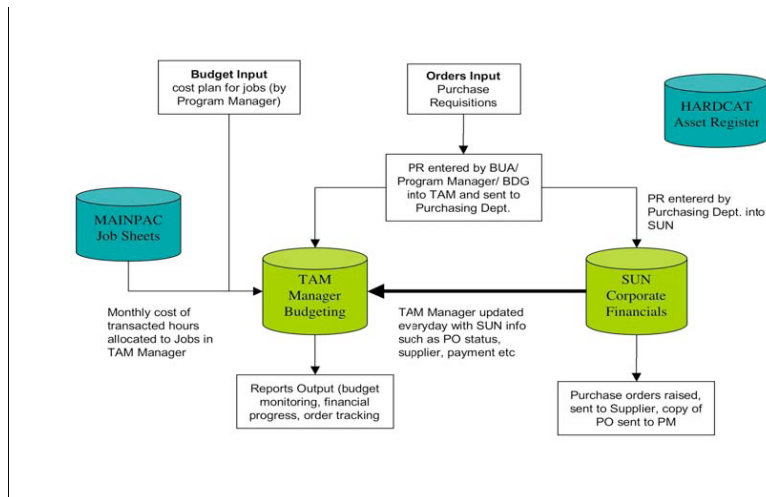 Budget Input
cost plan for jobs (by
Program Manager)
Orders Input
Purchase
Requisitions
HARDCAT
Asset Register
PR entered by BUA/
Program Manager/ BDG
into TAM and sent to
Purchasing Dept.
MAINPAC
Job Sheets
PR entererd by
Purchasing Dept. into
SUN
TAM
Manager
Budgeting
SUN
Corporate
Financials
Monthly cost of
transacted hours
allocated to Jobs in
TAM Manager
TAM Manager updated
everyday with SUN info
such as PO status,
supplier, payment etc
Reports Output (budget
monitoring, financial
progress, order tracking
Purchase orders raised,
sent to Supplier, copy of
PO sent to PM